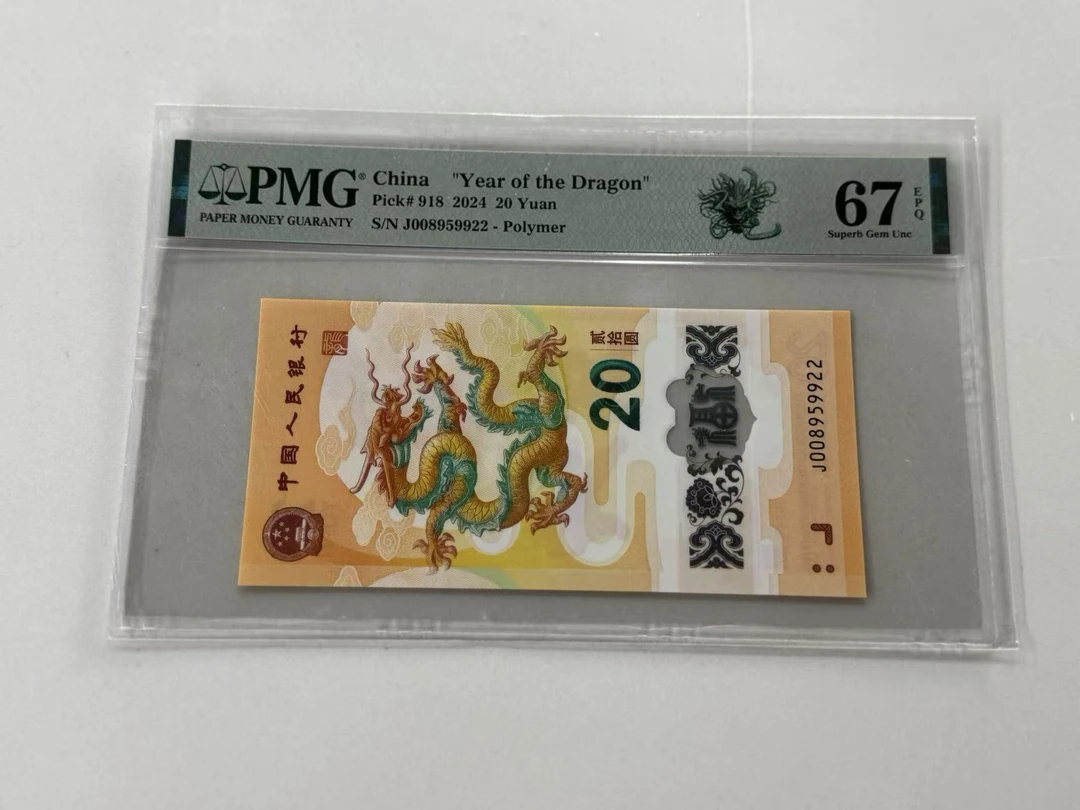 PMG®
PAPER MONEY GUARANTY
China "Year of the Dragon"
Pick# 918 2024 20 Yuan
S/N J008959922 - Polymer
67 EPQ
Superb Gem Unc
中国人民银行
贰拾圆
20
J008959922